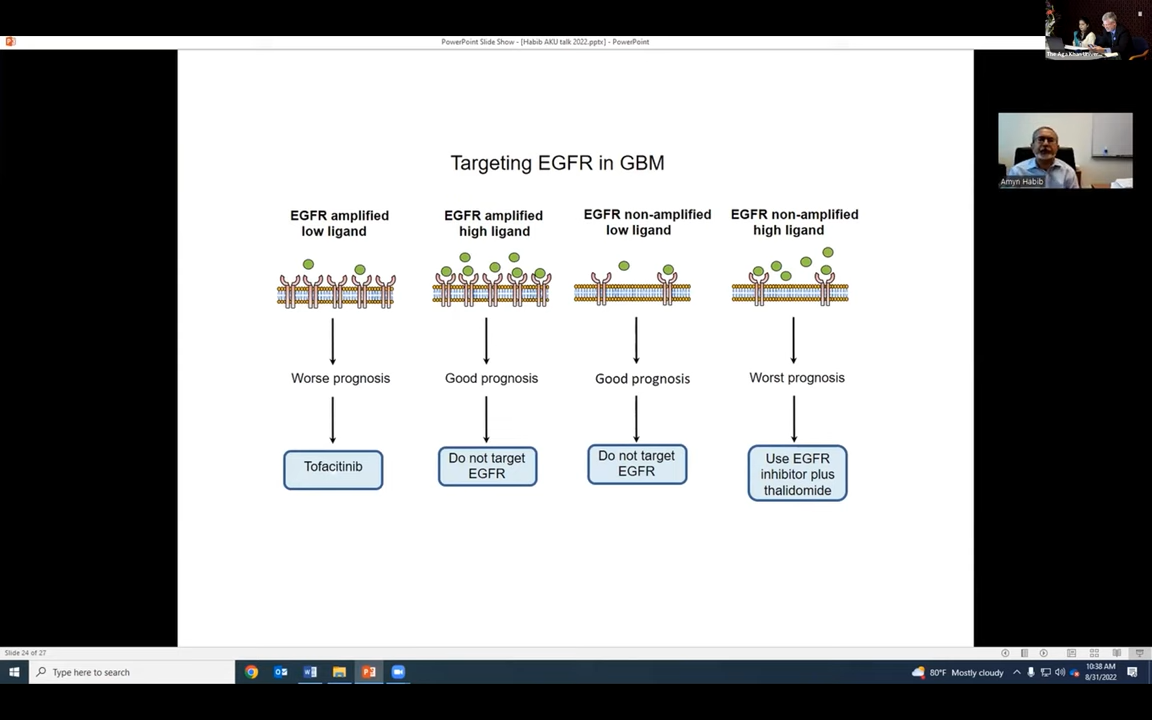 PowerPoint Slide Show - [Habib AKU talk 2022.pptx] - PowerPoint
The Aga Khan
Amyn Habib
Targeting EGFR in GBM
EGFR amplified
low ligand
EGFR amplified
high ligand
EGFR non-amplified
low ligand
EGFR non-amplified
high ligand
Worse prognosis
Good prognosis
Good prognosis
Worst prognosis
Tofacitinib
Do not target
EGFR
Do not target
EGFR
Use EGFR
inhibitor plus
thalidomide
Slide 24 of 27
Type here to search
80°F Mostly cloudy
10:38 AM
8/31/2022